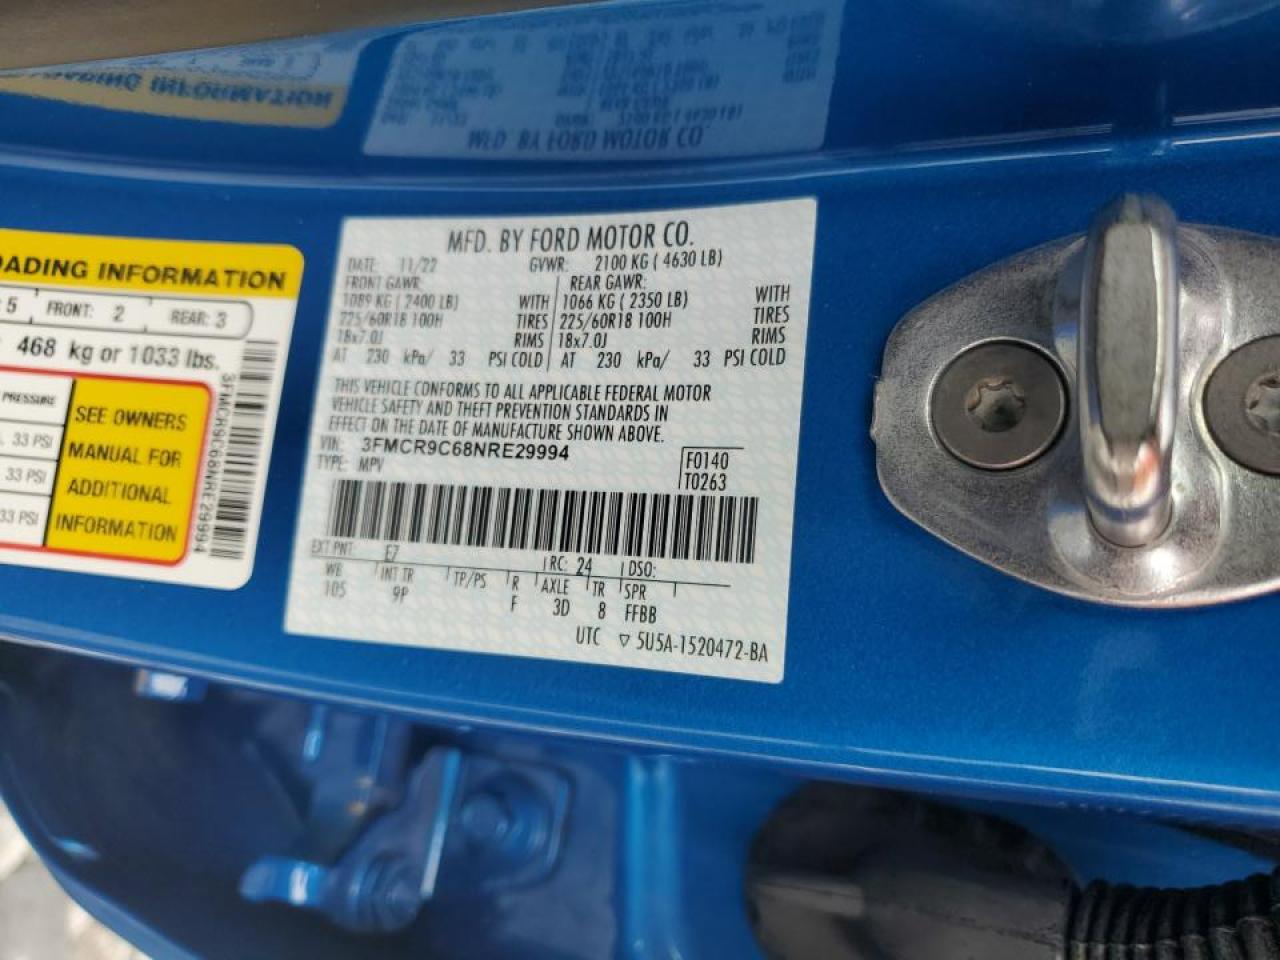 MFD. BY FORD MOTOR CO.
DATE: 11/22 GVWR: 2100 KG ( 4630 LB)
FRONT GAWR: REAR GAWR:
1089 KG ( 2400 LB) WITH 1066 KG ( 2350 LB) WITH
225/60R18 100H TIRES 225/60R18 100H TIRES
18x7.0J RIMS 18x7.0J RIMS
AT 230 kPa/ 33 PSI COLD AT 230 kPa/ 33 PSI COLD
THIS VEHICLE CONFORMS TO ALL APPLICABLE FEDERAL MOTOR
VEHICLE SAFETY AND THEFT PREVENTION STANDARDS IN
EFFECT ON THE DATE OF MANUFACTURE SHOWN ABOVE.
VIN: 3FMCR9C68NRE29994
TYPE: MPV
F0140
T0263
EXT PNT: E7 RC: 24 DSO:
WB INT TR TP/PS R AXLE TR SPR
105 9P F 3D 8 FFBB
UTC ▽ 5U5A-1520472-BA
OADING INFORMATION
5 FRONT: 2 REAR: 3
468 kg or 1033 lbs.
PRESSURE
33 PSI
33 PSI
33 PSI
SEE OWNERS
MANUAL FOR
ADDITIONAL
INFORMATION
3FMCR9C68NRE29994